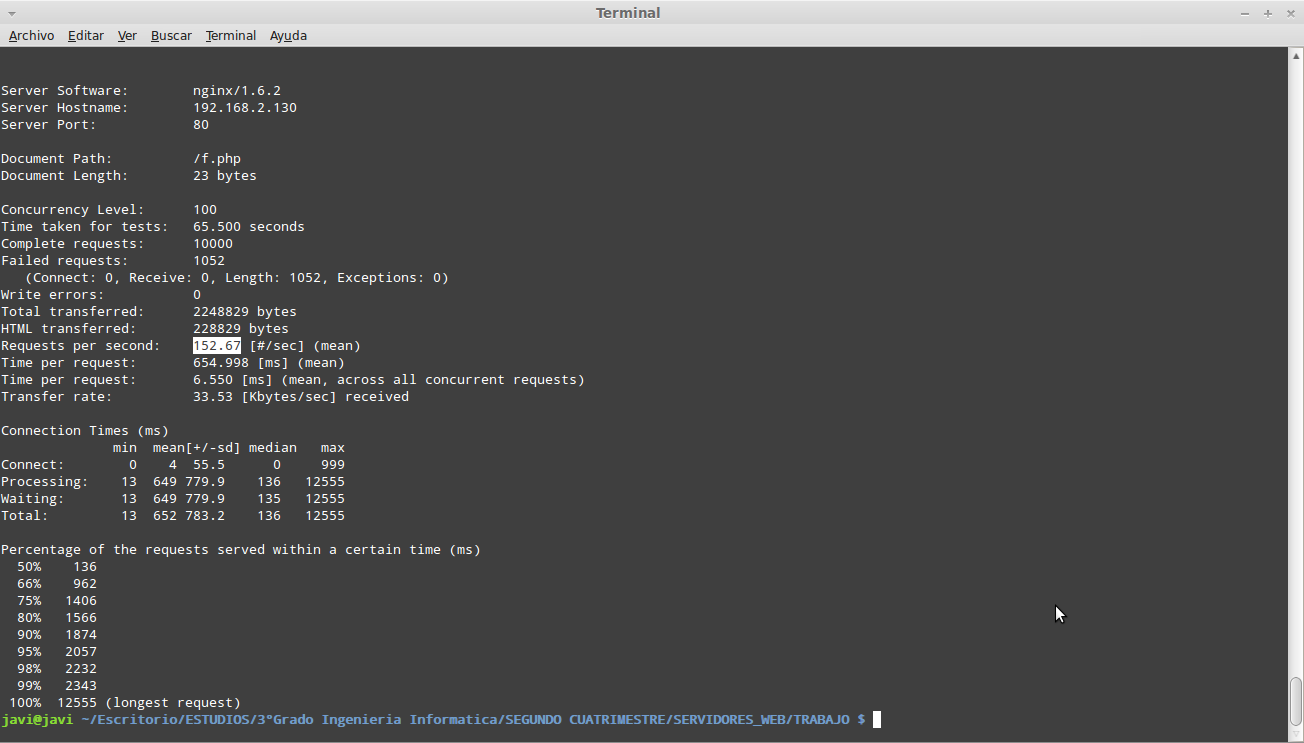 Terminal
Archivo Editar Ver Buscar Terminal Ayuda
Server Software:        nginx/1.6.2
Server Hostname:        192.168.2.130
Server Port:            80
Document Path:          /f.php
Document Length:        23 bytes
Concurrency Level:      100
Time taken for tests:   65.500 seconds
Complete requests:      10000
Failed requests:        1052
   (Connect: 0, Receive: 0, Length: 1052, Exceptions: 0)
Write errors:           0
Total transferred:      2248829 bytes
HTML transferred:       228829 bytes
Requests per second:    152.67 [#/sec] (mean)
Time per request:       654.998 [ms] (mean)
Time per request:       6.550 [ms] (mean, across all concurrent requests)
Transfer rate:          33.53 [Kbytes/sec] received
Connection Times (ms)
              min  mean[+/-sd] median   max
Connect:        0    4  55.5      0     999
Processing:    13  649 779.9    136   12555
Waiting:       13  649 779.9    135   12555
Total:         13  652 783.2    136   12555
Percentage of the requests served within a certain time (ms)
  50%    136
  66%    962
  75%   1406
  80%   1566
  90%   1874
  95%   2057
  98%   2232
  99%   2343
 100%  12555 (longest request)
javi@javi ~/Escritorio/ESTUDIOS/3°Grado Ingenieria Informatica/SEGUNDO CUATRIMESTRE/SERVIDORES_WEB/TRABAJO $